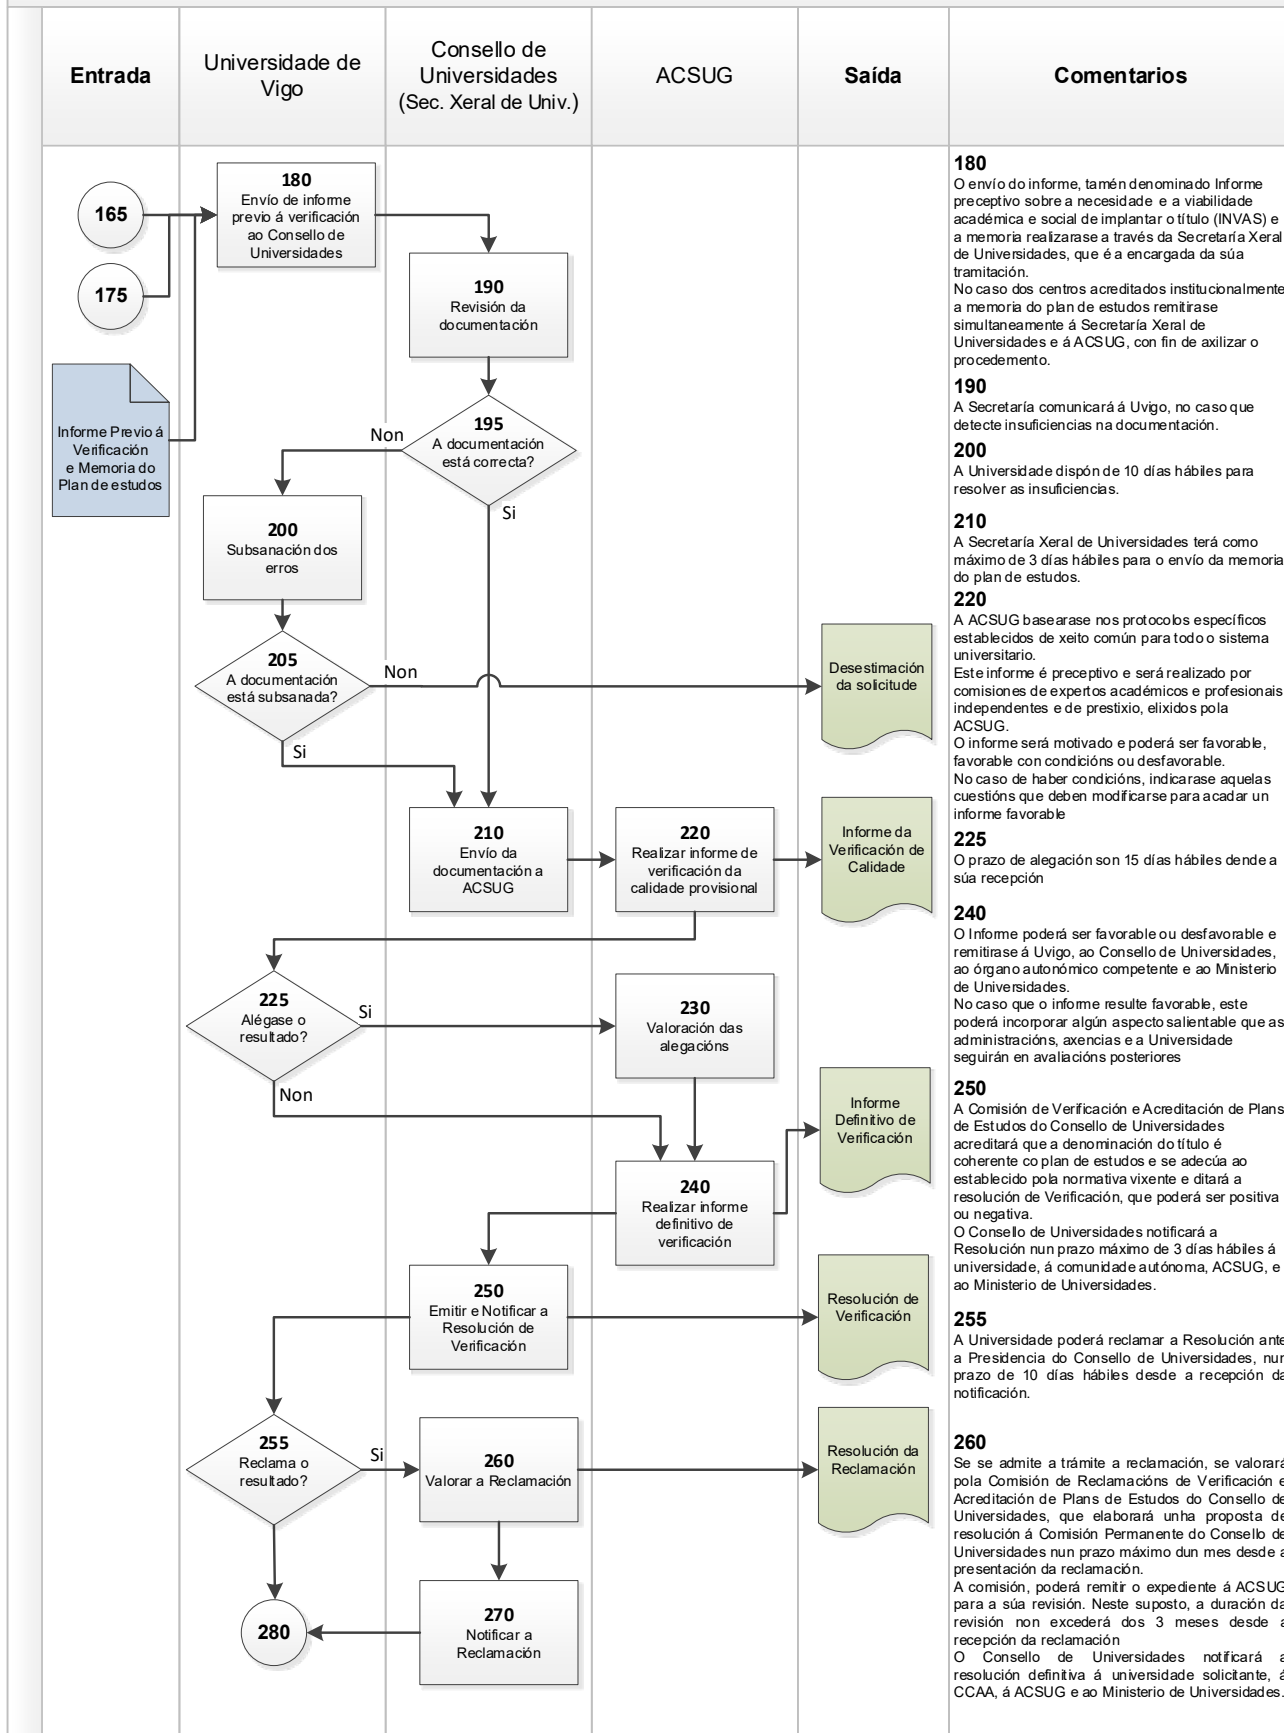 Entrada
Universidade de
Vigo
Consello de
Universidades
(Sec. Xeral de Univ.)
ACSUG
Saída
Comentarios
165
175
Informe Previo á
Verificación
e Memoria do
Plan de estudos
180
Envío de informe
previo á verificación
ao Consello de
Universidades
190
Revisión da
documentación
195
A documentación
está correcta?
Non
Si
200
Subsanación dos
erros
205
A documentación
está subsanada?
Non
Si
Desestimación
da solicitude
210
Envío da
documentación a
ACSUG
220
Realizar informe de
verificación da
calidade provisional
Informe da
Verificación de
Calidade
225
Alégase o
resultado?
Si
Non
230
Valoración das
alegacións
240
Realizar informe
definitivo de
verificación
Informe
Definitivo de
Verificación
250
Emitir e Notificar a
Resolución de
Verificación
Resolución de
Verificación
255
Reclama o
resultado?
Si
260
Valorar a Reclamación
Resolución da
Reclamación
270
Notificar a
Reclamación
280
180
O envío do informe, tamén denominado Informe
preceptivo sobre a necesidade e a viabilidade
académica e social de implantar o título (INVAS) e
a memoria realizarase a través da Secretaría Xeral
de Universidades, que é a encargada da súa
tramitación.
No caso dos centros acreditados institucionalmente
a memoria do plan de estudos remitirase
simultaneamente á Secretaría Xeral de
Universidades e á ACSUG, con fin de axilizar o
procedemento.
190
A Secretaría comunicará á Uvigo, no caso que
detecte insuficiencias na documentación.
200
A Universidade dispón de 10 días hábiles para
resolver as insuficiencias.
210
A Secretaría Xeral de Universidades terá como
máximo de 3 días hábiles para o envío da memoria
do plan de estudos.
220
A ACSUG basearase nos protocolos específicos
establecidos de xeito común para todo o sistema
universitario.
Este informe é preceptivo e será realizado por
comisiones de expertos académicos e profesionais
independentes e de prestixio, elixidos pola
ACSUG.
O informe será motivado e poderá ser favorable,
favorable con condicións ou desfavorable.
No caso de haber condicións, indicarase aquelas
cuestións que deben modificarse para acadar un
informe favorable
225
O prazo de alegación son 15 días hábiles dende a
súa recepción
240
O Informe poderá ser favorable ou desfavorable e
remitirase á Uvigo, ao Consello de Universidades,
ao órgano autonómico competente e ao Ministerio
de Universidades.
No caso que o informe resulte favorable, este
poderá incorporar algún aspecto salientable que as
administracións, axencias e a Universidade
seguirán en avaliacións posteriores
250
A Comisión de Verificación e Acreditación de Plans
de Estudos do Consello de Universidades
acreditará que a denominación do título é
coherente co plan de estudos e se adecúa ao
establecido pola normativa vixente e ditará a
resolución de Verificación, que poderá ser positiva
ou negativa.
O Consello de Universidades notificará a
Resolución nun prazo máximo de 3 días hábiles á
universidade, á comunidade autónoma, ACSUG, e
ao Ministerio de Universidades.
255
A Universidade poderá reclamar a Resolución ante
a Presidencia do Consello de Universidades, nun
prazo de 10 días hábiles desde a recepción da
notificación.
260
Se se admite a trámite a reclamación, se valorará
pola Comisión de Reclamacións de Verificación e
Acreditación de Plans de Estudos do Consello de
Universidades, que elaborará unha proposta de
resolución á Comisión Permanente do Consello de
Universidades nun prazo máximo dun mes desde a
presentación da reclamación.
A comisión, poderá remitir o expediente á ACSUG
para a súa revisión. Neste suposto, a duración da
revisión non excederá dos 3 meses desde a
recepción da reclamación
O Consello de Universidades notificará a
resolución definitiva á universidade solicitante, á
CCAA, á ACSUG e ao Ministerio de Universidades.